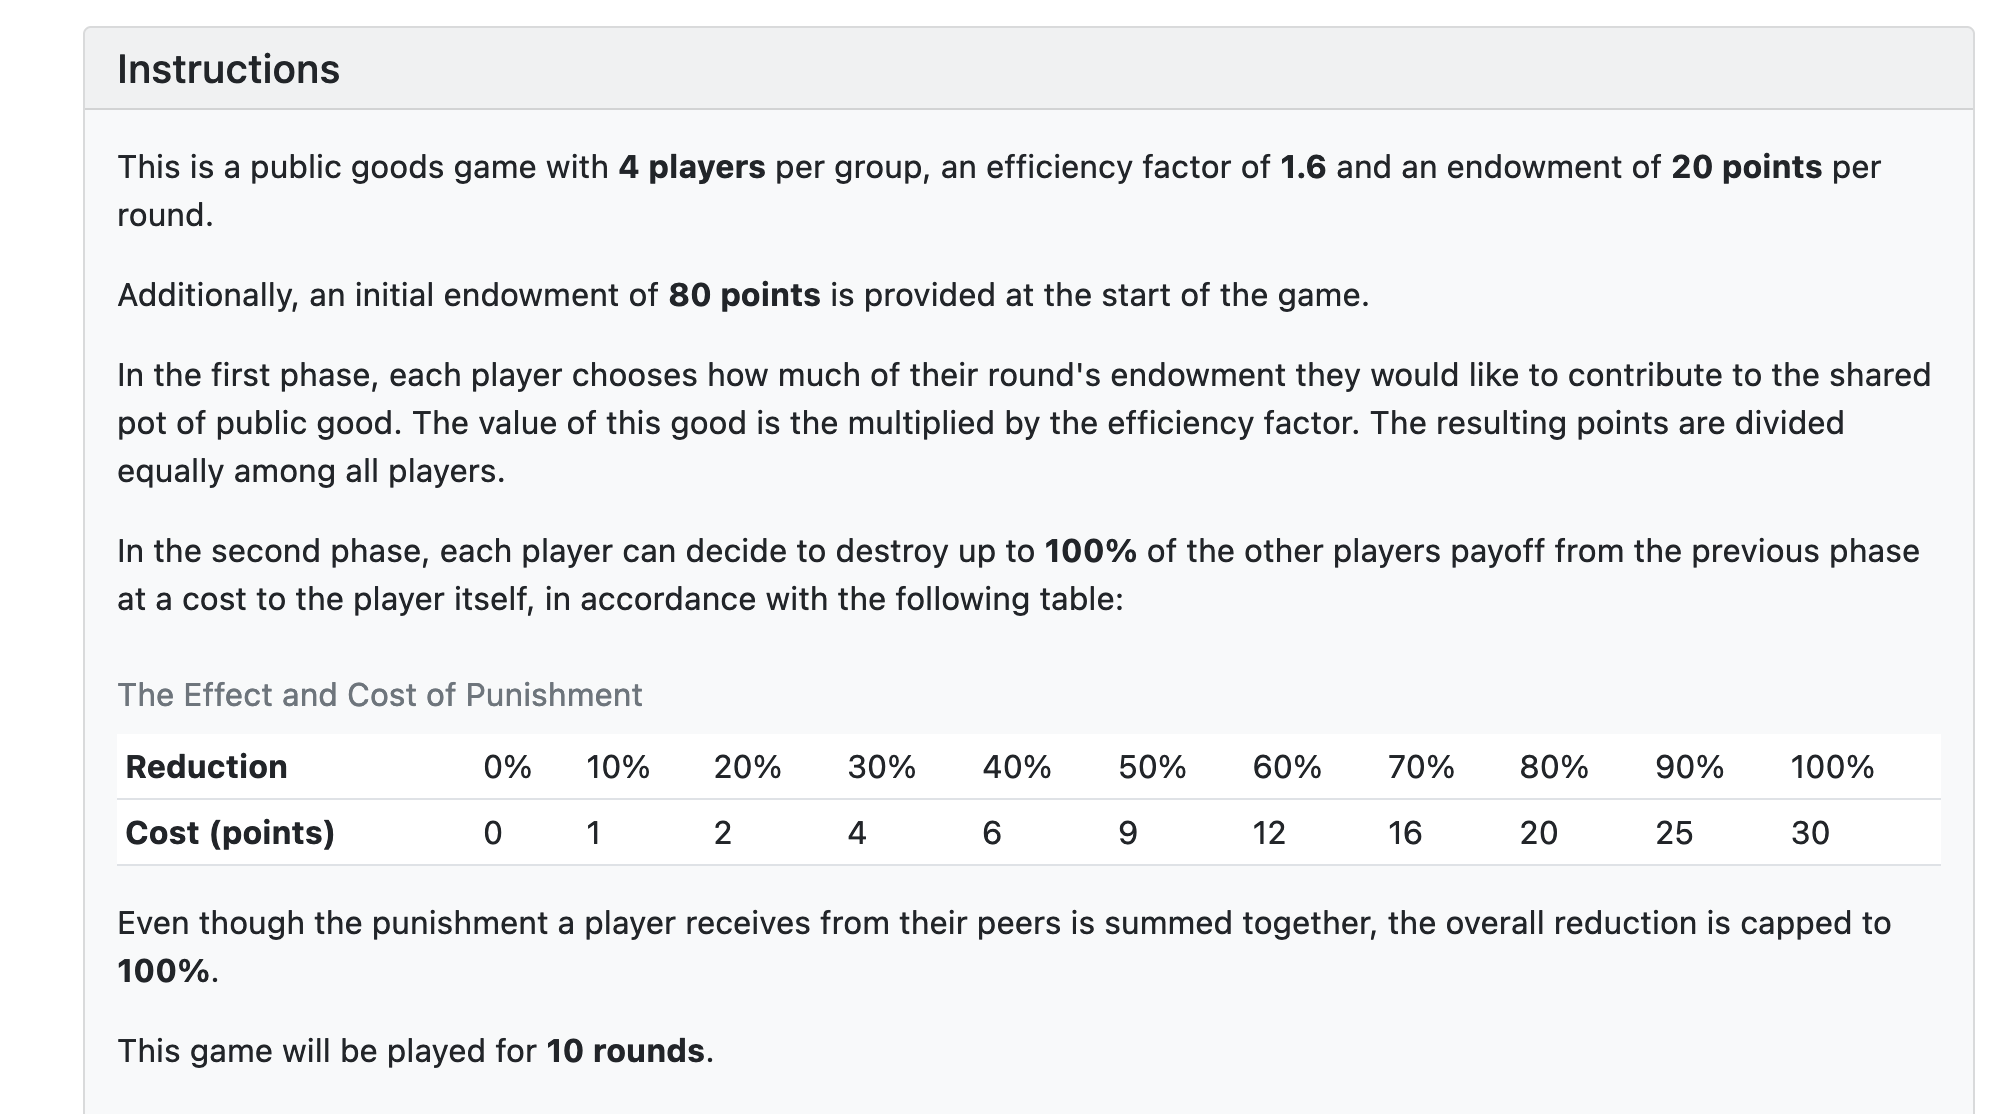 Instructions
This is a public goods game with 4 players per group, an efficiency factor of 1.6 and an endowment of 20 points per
round.
Additionally, an initial endowment of 80 points is provided at the start of the game.
In the first phase, each player chooses how much of their round's endowment they would like to contribute to the shared
pot of public good. The value of this good is the multiplied by the efficiency factor. The resulting points are divided
equally among all players.
In the second phase, each player can decide to destroy up to 100% of the other players payoff from the previous phase
at a cost to the player itself, in accordance with the following table:
The Effect and Cost of Punishment
Reduction 0% 10% 20% 30% 40% 50% 60% 70% 80% 90% 100%
Cost (points) 0 1 2 4 6 9 12 16 20 25 30
Even though the punishment a player receives from their peers is summed together, the overall reduction is capped to
100%.
This game will be played for 10 rounds.